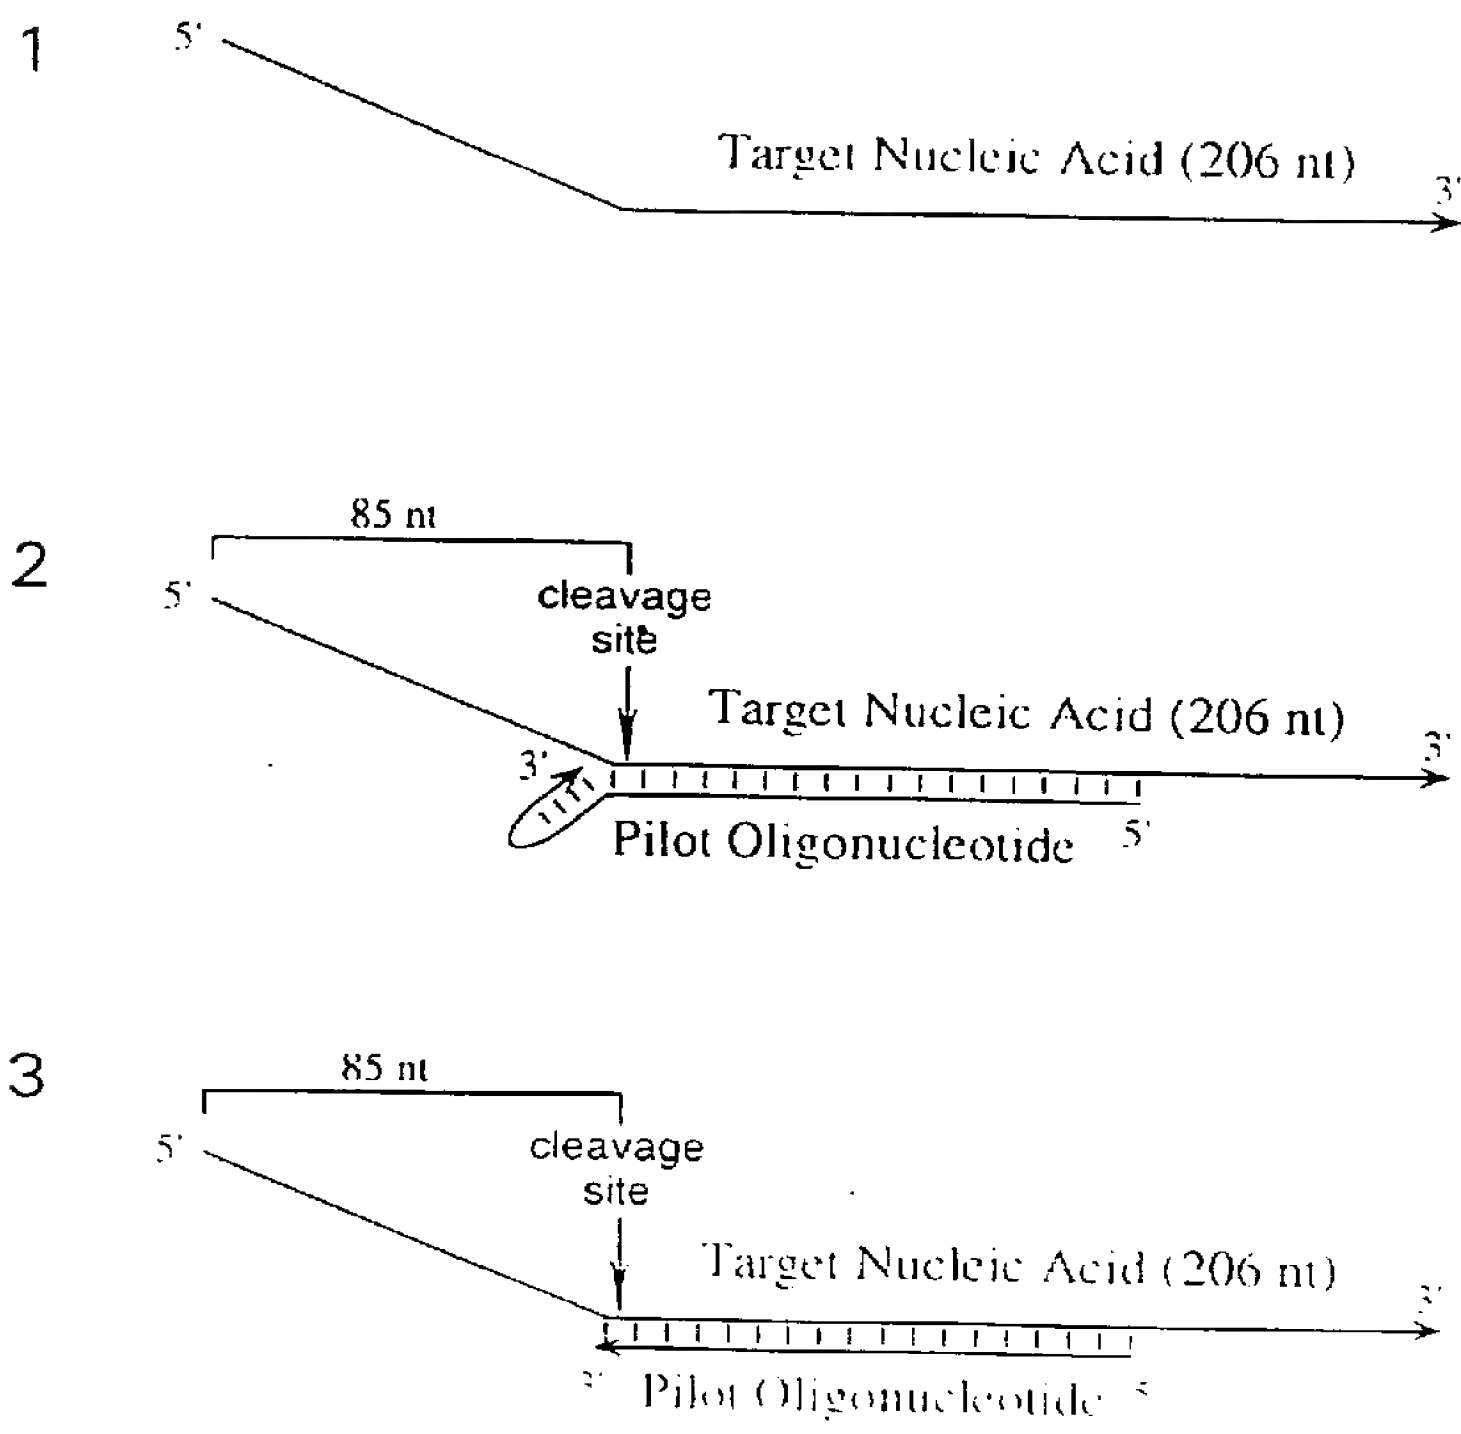 1
5'
Target Nucleic Acid (206 nt)
3'
85 nt
2
5'
cleavage
site
Target Nucleic Acid (206 nt)
3'
3'
Pilot Oligonucleotide
5'
85 nt
3
5'
cleavage
site
Target Nucleic Acid (206 nt)
3'
3'
Pilot Oligonucleotide
5'